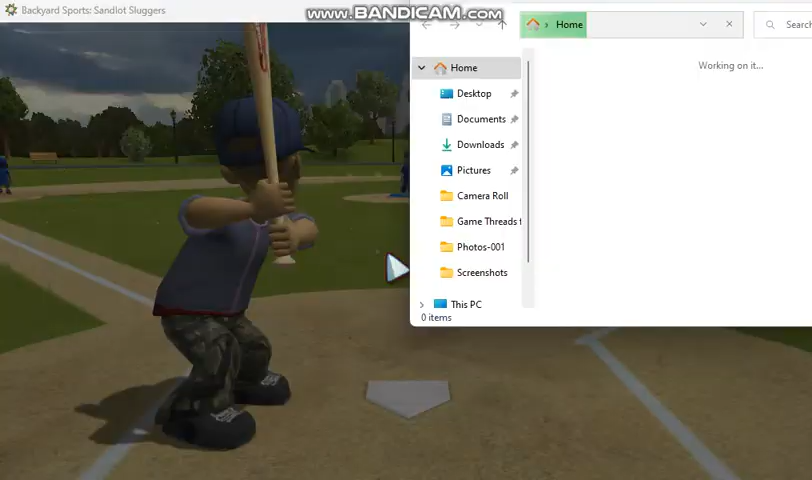 Backyard Sports: Sandlot Sluggers
www.BANDICAM.com
Home
Search
Home
Working on it...
Desktop
Documents
Downloads
Pictures
Camera Roll
Game Threads f
Photos-001
Screenshots
This PC
0 items